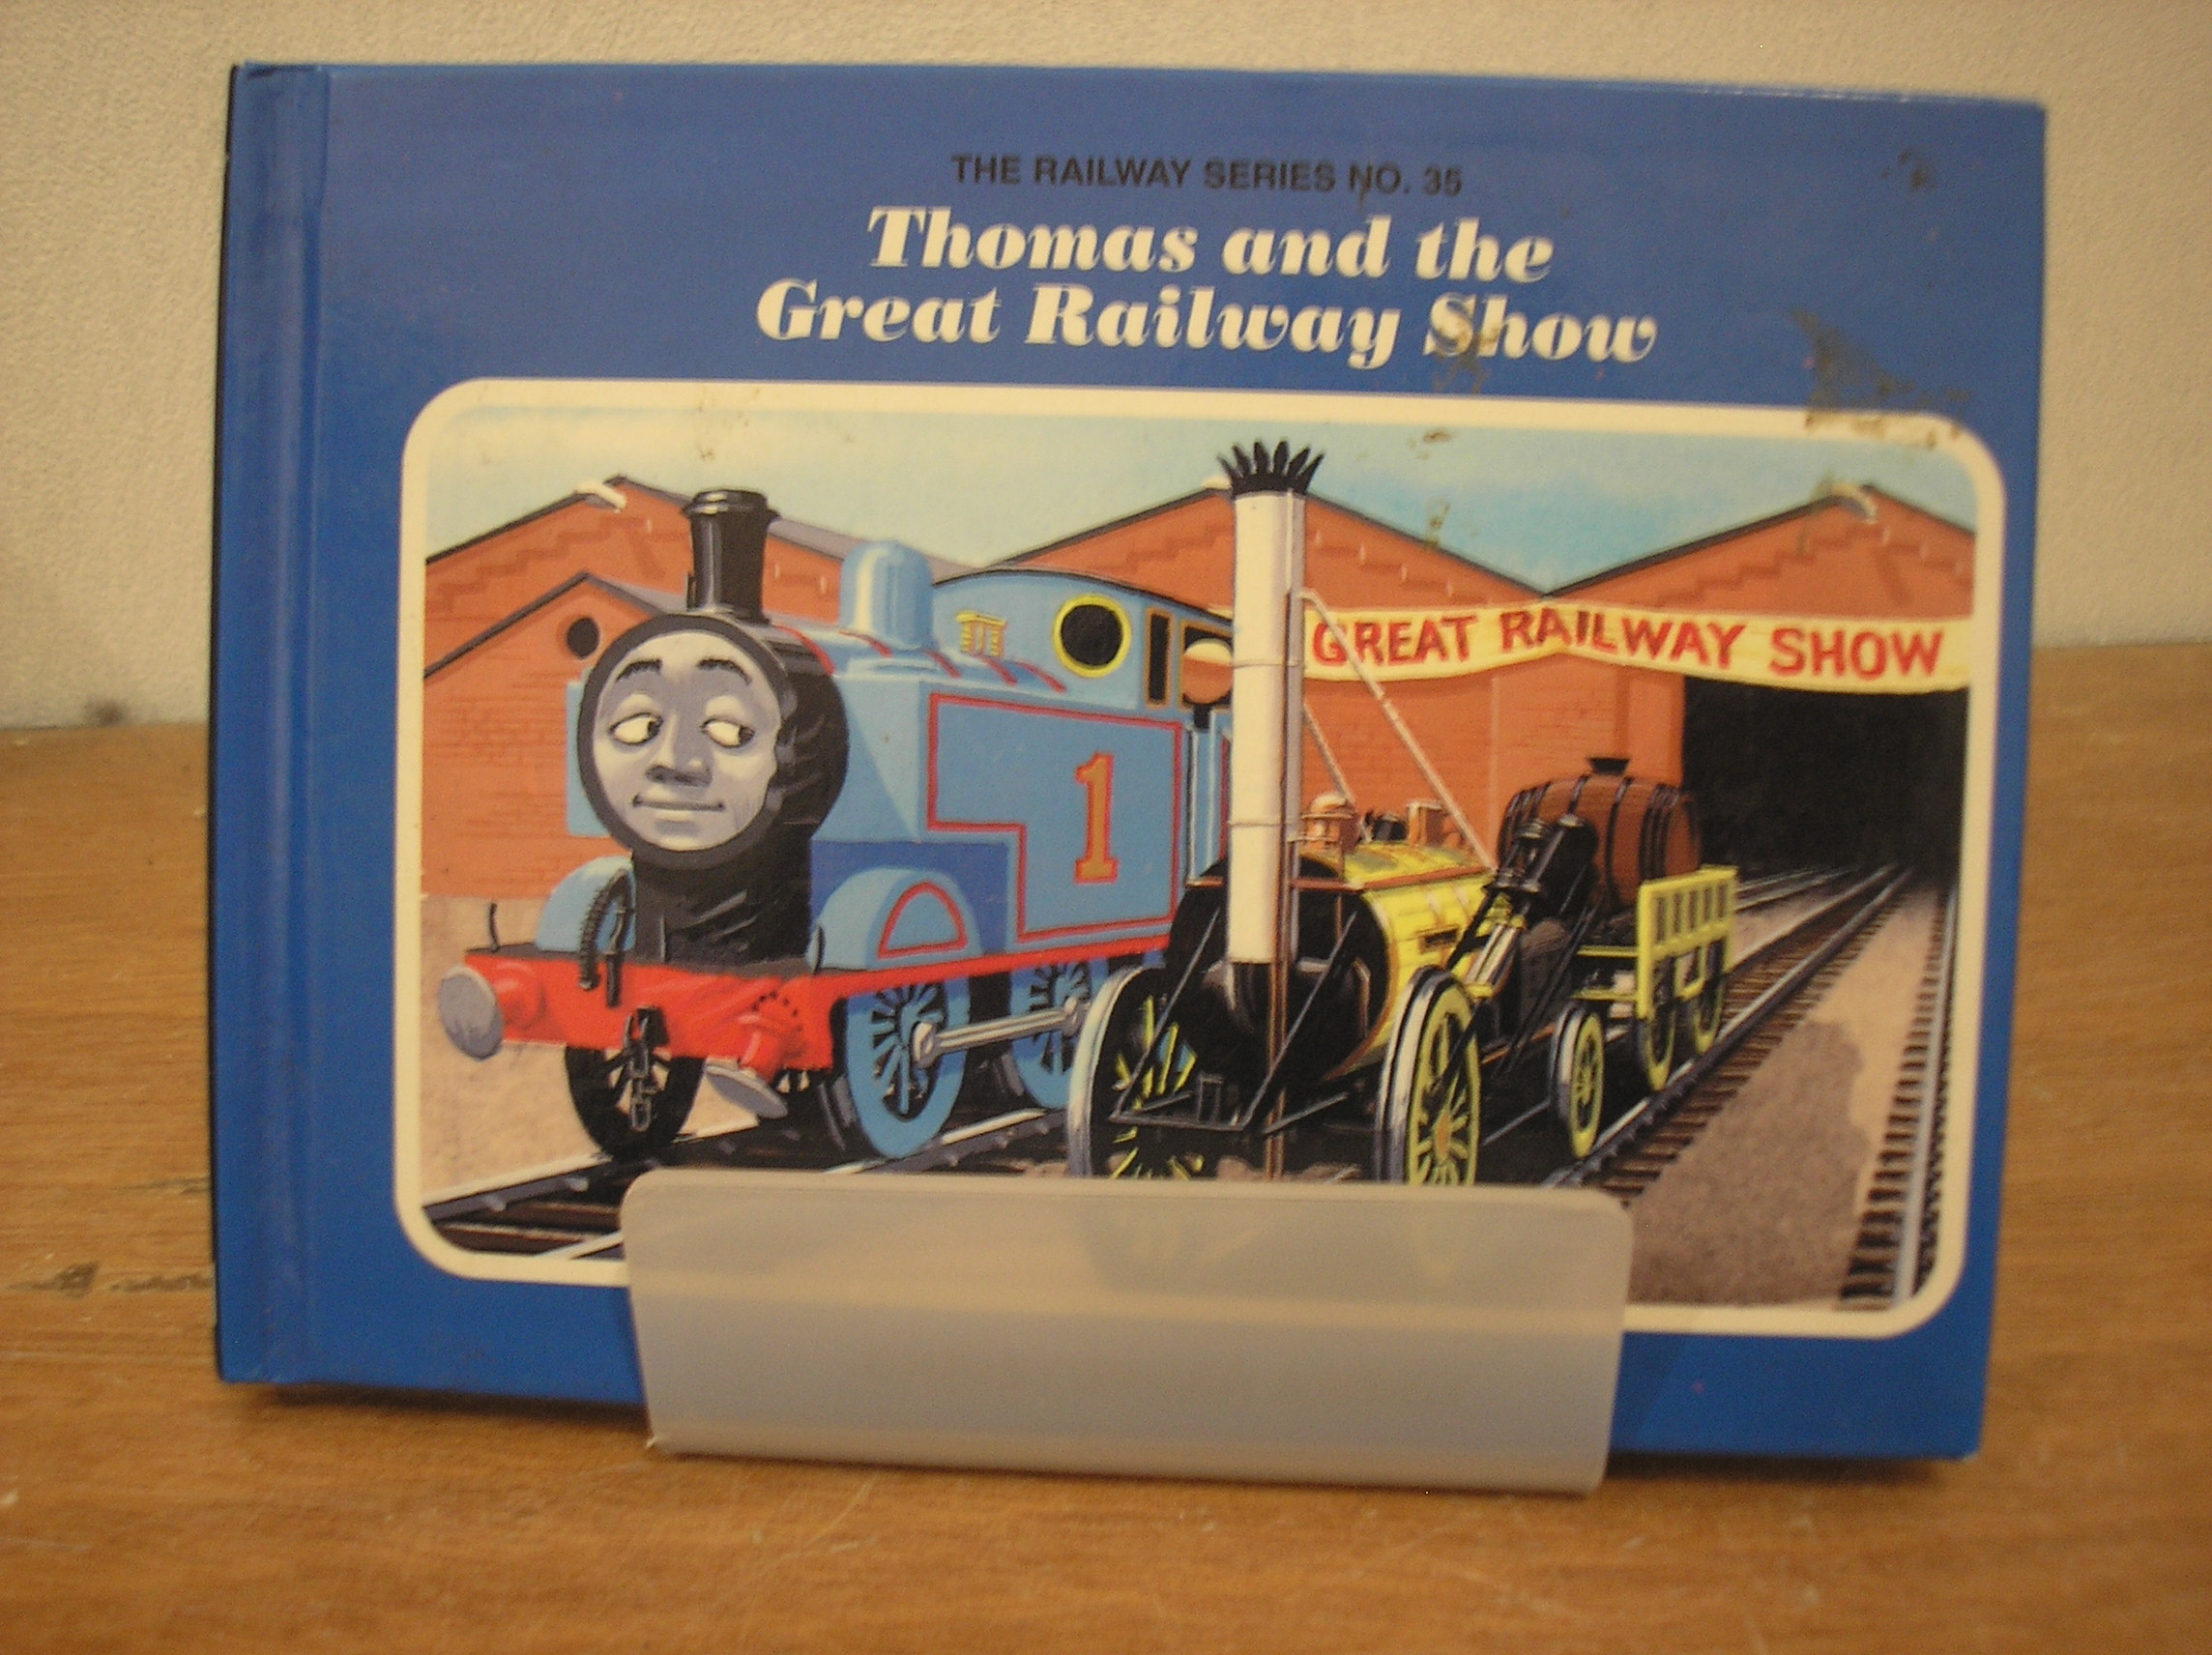 THE RAILWAY SERIES NO. 35
Thomas and the
Great Railway Show
GREAT RAILWAY SHOW
1